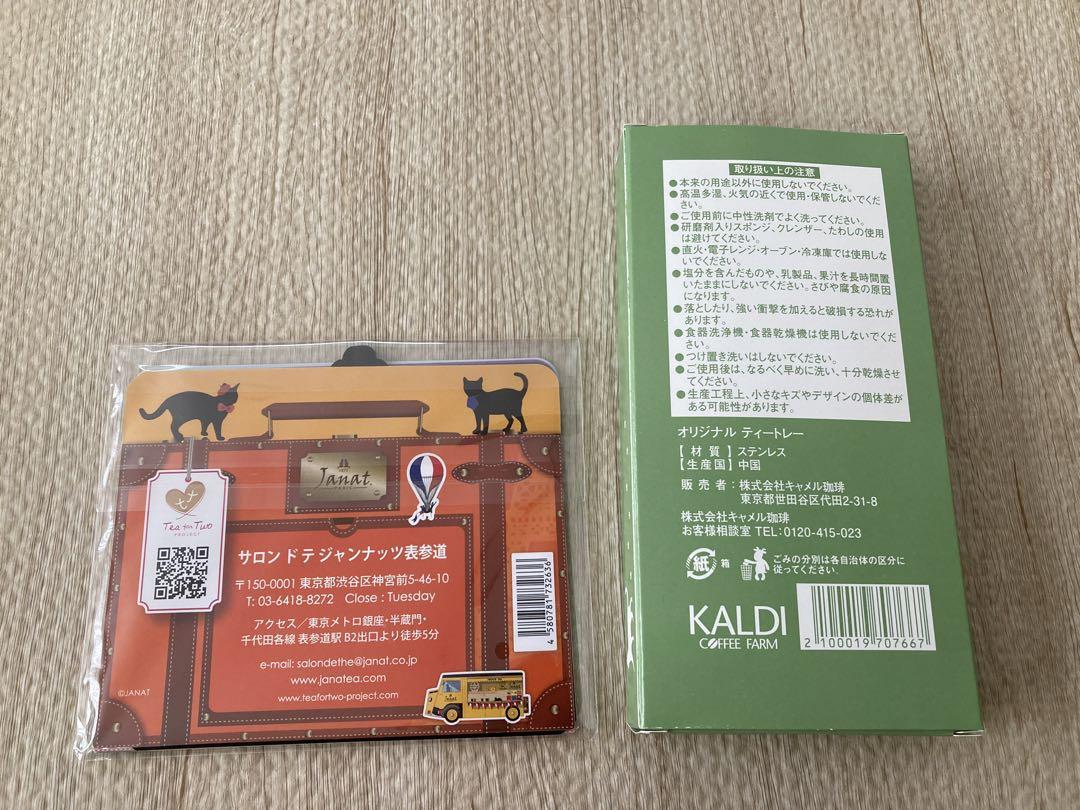 Janat.
PARIS
Tea for Two
PROJECT
サロン ド テ ジャンナッツ表参道
〒150-0001 東京都渋谷区神宮前5-46-10
T: 03-6418-8272 Close : Tuesday
アクセス／東京メトロ銀座・半蔵門・
千代田各線 表参道駅 B2出口より徒歩5分
e-mail: salondethe@janat.co.jp
www.janatea.com
www.teafortwo-project.com
©JANAT
4 580781 732636
Janat
取り扱い上の注意
●本来の用途以外に使用しないでください。
●高温多湿、火気の近くで使用・保管しないでくだ
さい。
●ご使用前に中性洗剤でよく洗ってください。
●研磨剤入りスポンジ、クレンザー、たわしの使用
は避けてください。
●直火・電子レンジ・オーブン・冷凍庫では使用しな
いでください。
●塩分を含んだものや、乳製品、果汁を長時間置
いたままにしないでください。さびや腐食の原因
になります。
●落としたり、強い衝撃を加えると破損する恐れが
あります。
●食器洗浄機・食器乾燥機は使用しないでくだ
さい。
●つけ置き洗いはしないでください。
●ご使用後は、なるべく早めに洗い、十分乾燥させ
てください。
●生産工程上、小さなキズやデザインの個体差が
ある可能性があります。
オリジナル ティートレー
【 材 質 】 ステンレス
【生産国】 中国
販 売 者 : 株式会社キャメル珈琲
東京都世田谷区代田2-31-8
株式会社キャメル珈琲
お客様相談室 TEL:0120-415-023
紙 箱
ごみの分別は各自治体の区分に
従ってください.
KALDI
COFFEE FARM
2 100019 707667